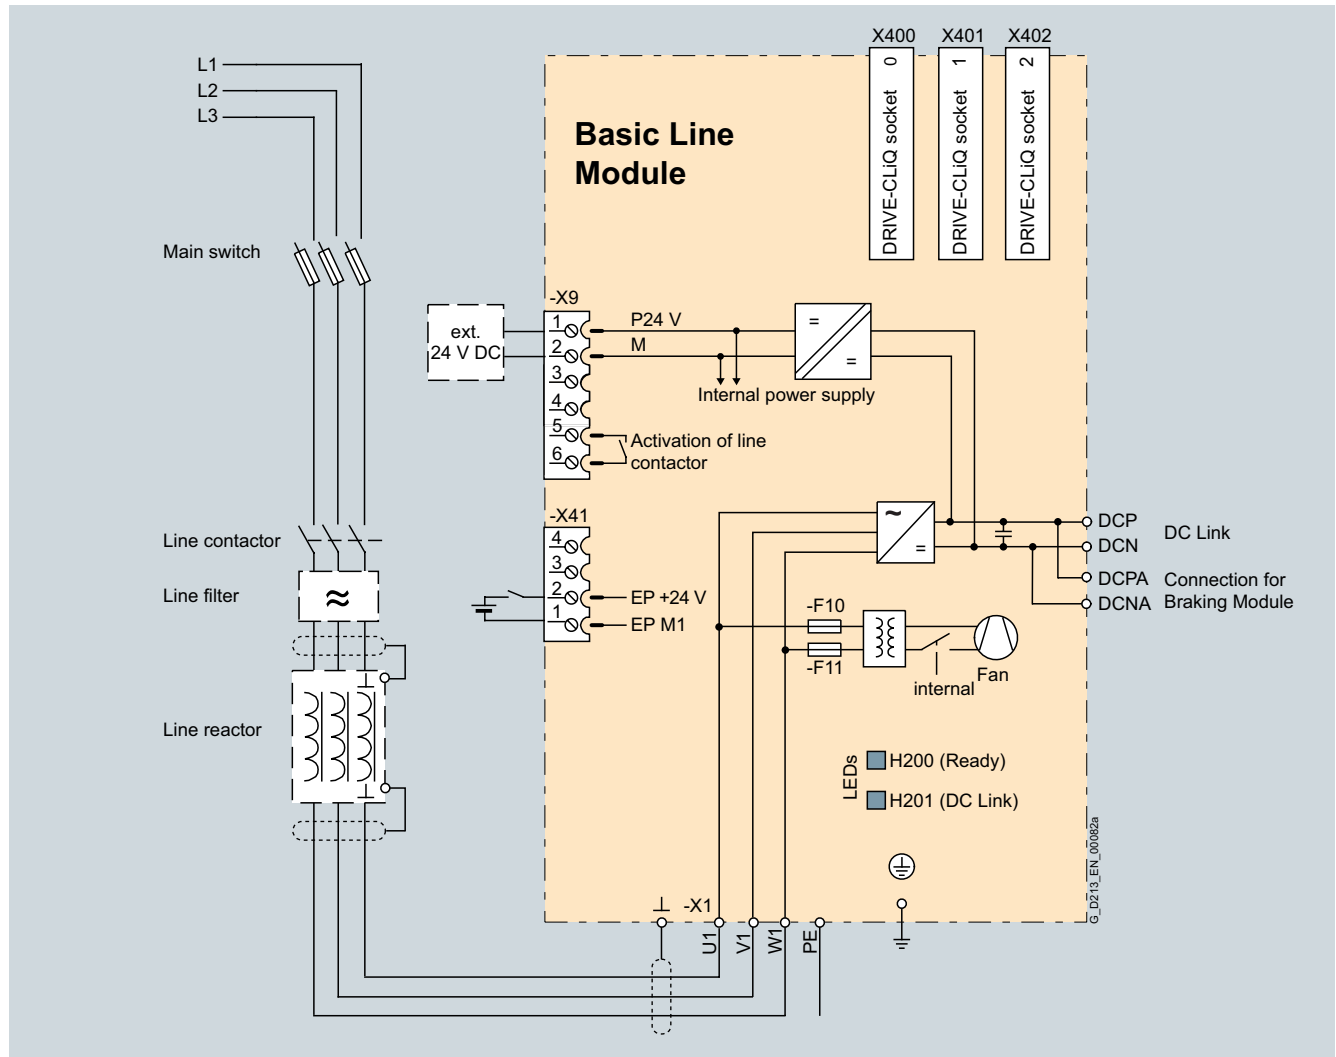 X400 X401 X402
L1
L2
L3
DRIVE-CLiQ socket 0
DRIVE-CLiQ socket 1
DRIVE-CLiQ socket 2
Basic Line
Module
Main switch
-X9
ext.
24 V DC
1
2
3
4
5
6
P24 V
M
=
=
Internal power supply
Activation of line
contactor
-X41
4
3
2
1
EP +24 V
EP M1
~
=
DCP
DCN
DC Link
DCPA
DCNA
Connection for
Braking Module
Line contactor
Line filter
≈
-F10
-F11
internal
Fan
Line reactor
LEDs
H200 (Ready)
H201 (DC Link)
G_D213_EN_00082a
-X1
U1
V1
W1
PE